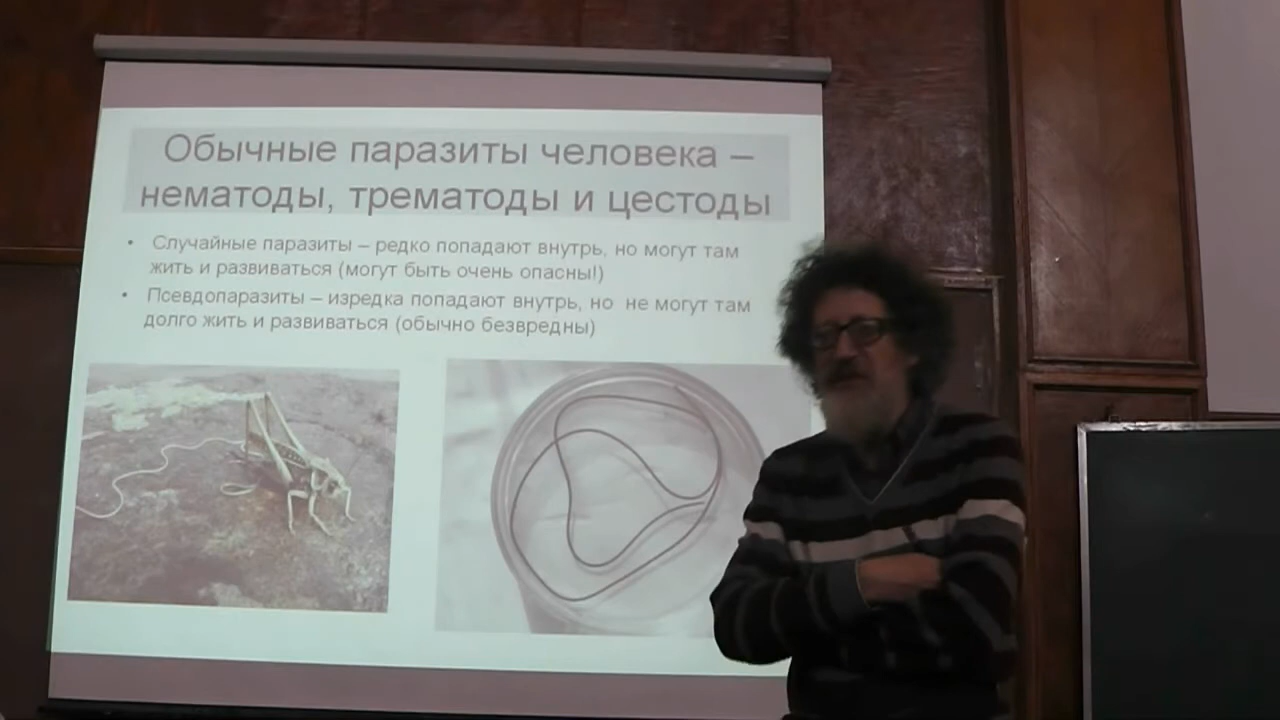 Обычные паразиты человека –
нематоды, трематоды и цестоды
• Случайные паразиты – редко попадают внутрь, но могут там
жить и развиваться (могут быть очень опасны!)
• Псевдопаразиты – изредка попадают внутрь, но не могут там
долго жить и развиваться (обычно безвредны)